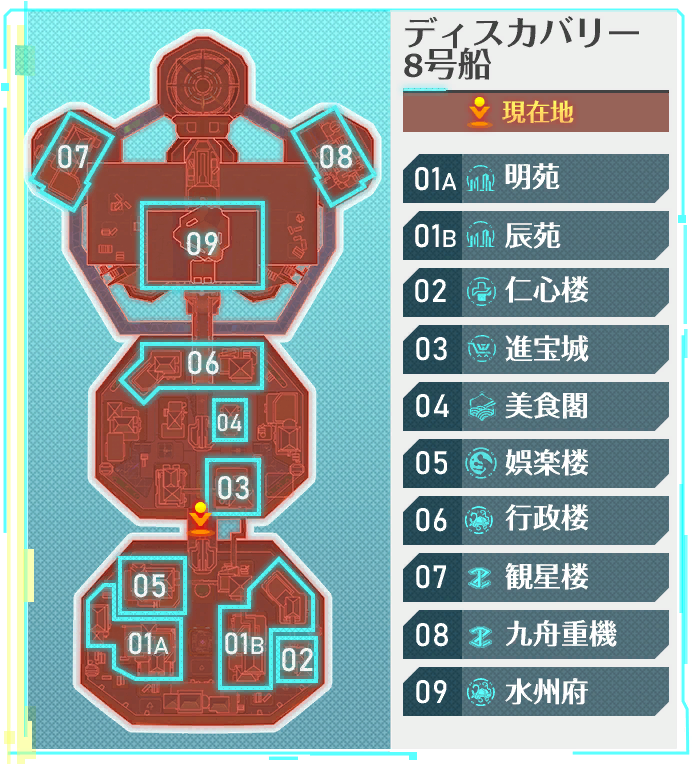 ディスカバリー
8号船
現在地
01A 明苑
01B 辰苑
02 仁心楼
03 進宝城
04 美食閣
05 娯楽楼
06 行政楼
07 観星楼
08 九舟重機
09 水州府
07
08
09
06
04
03
05
01A
01B
02